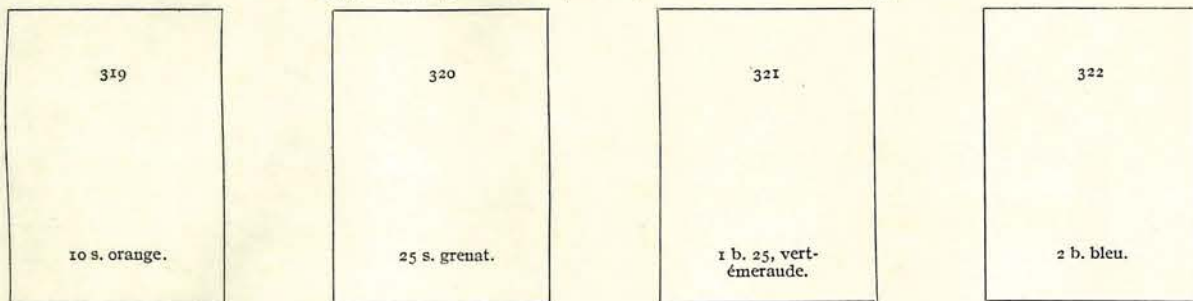 319
10 s. orange.
320
25 s. grenat.
321
1 b. 25, vert-
émeraude.
322
2 b. bleu.